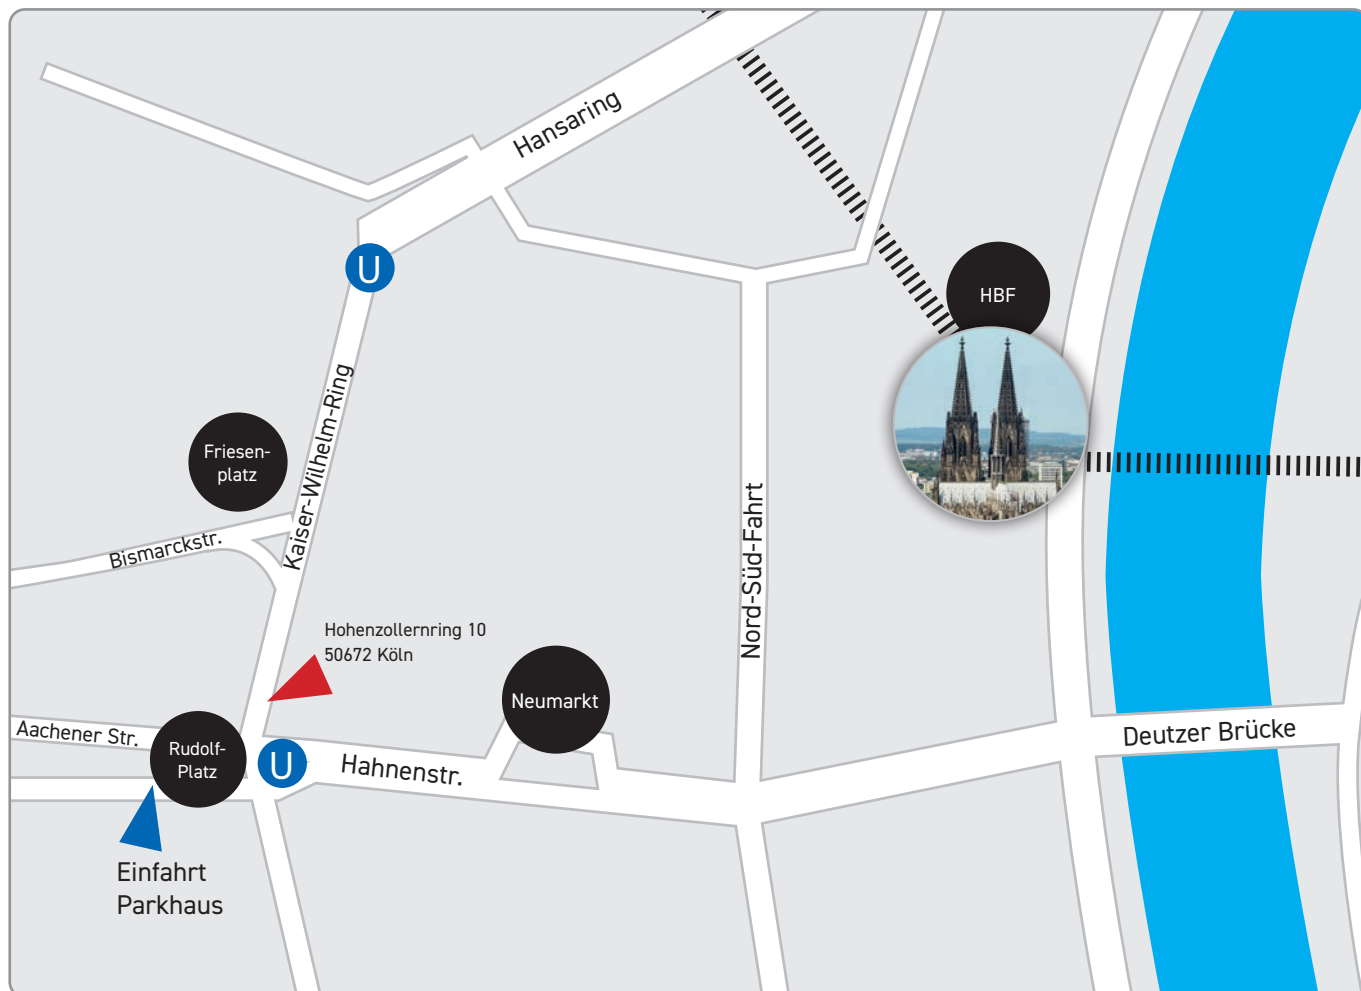 Hansaring
U
HBF
Kaiser-Wilhelm-Ring
Friesen-
platz
Bismarckstr.
Nord-Süd-Fahrt
Hohenzollernring 10
50672 Köln
Neumarkt
Aachener Str.
Rudolf-
Platz
U
Hahnenstr.
Deutzer Brücke
Einfahrt
Parkhaus